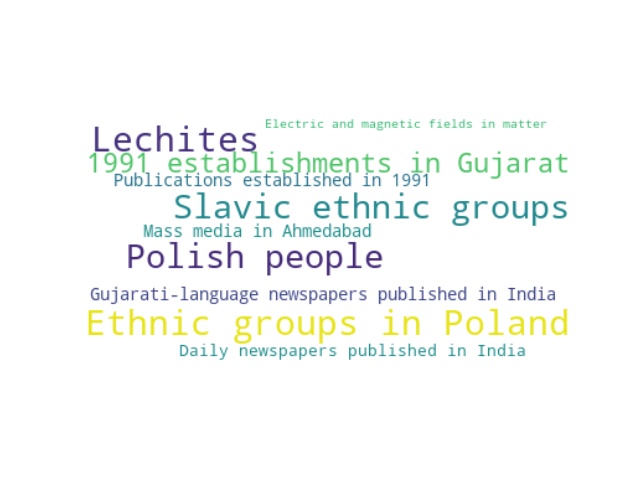 Electric and magnetic fields in matter
Lechites
1991 establishments in Gujarat
Publications established in 1991
Slavic ethnic groups
Mass media in Ahmedabad
Polish people
Gujarati-language newspapers published in India
Ethnic groups in Poland
Daily newspapers published in India